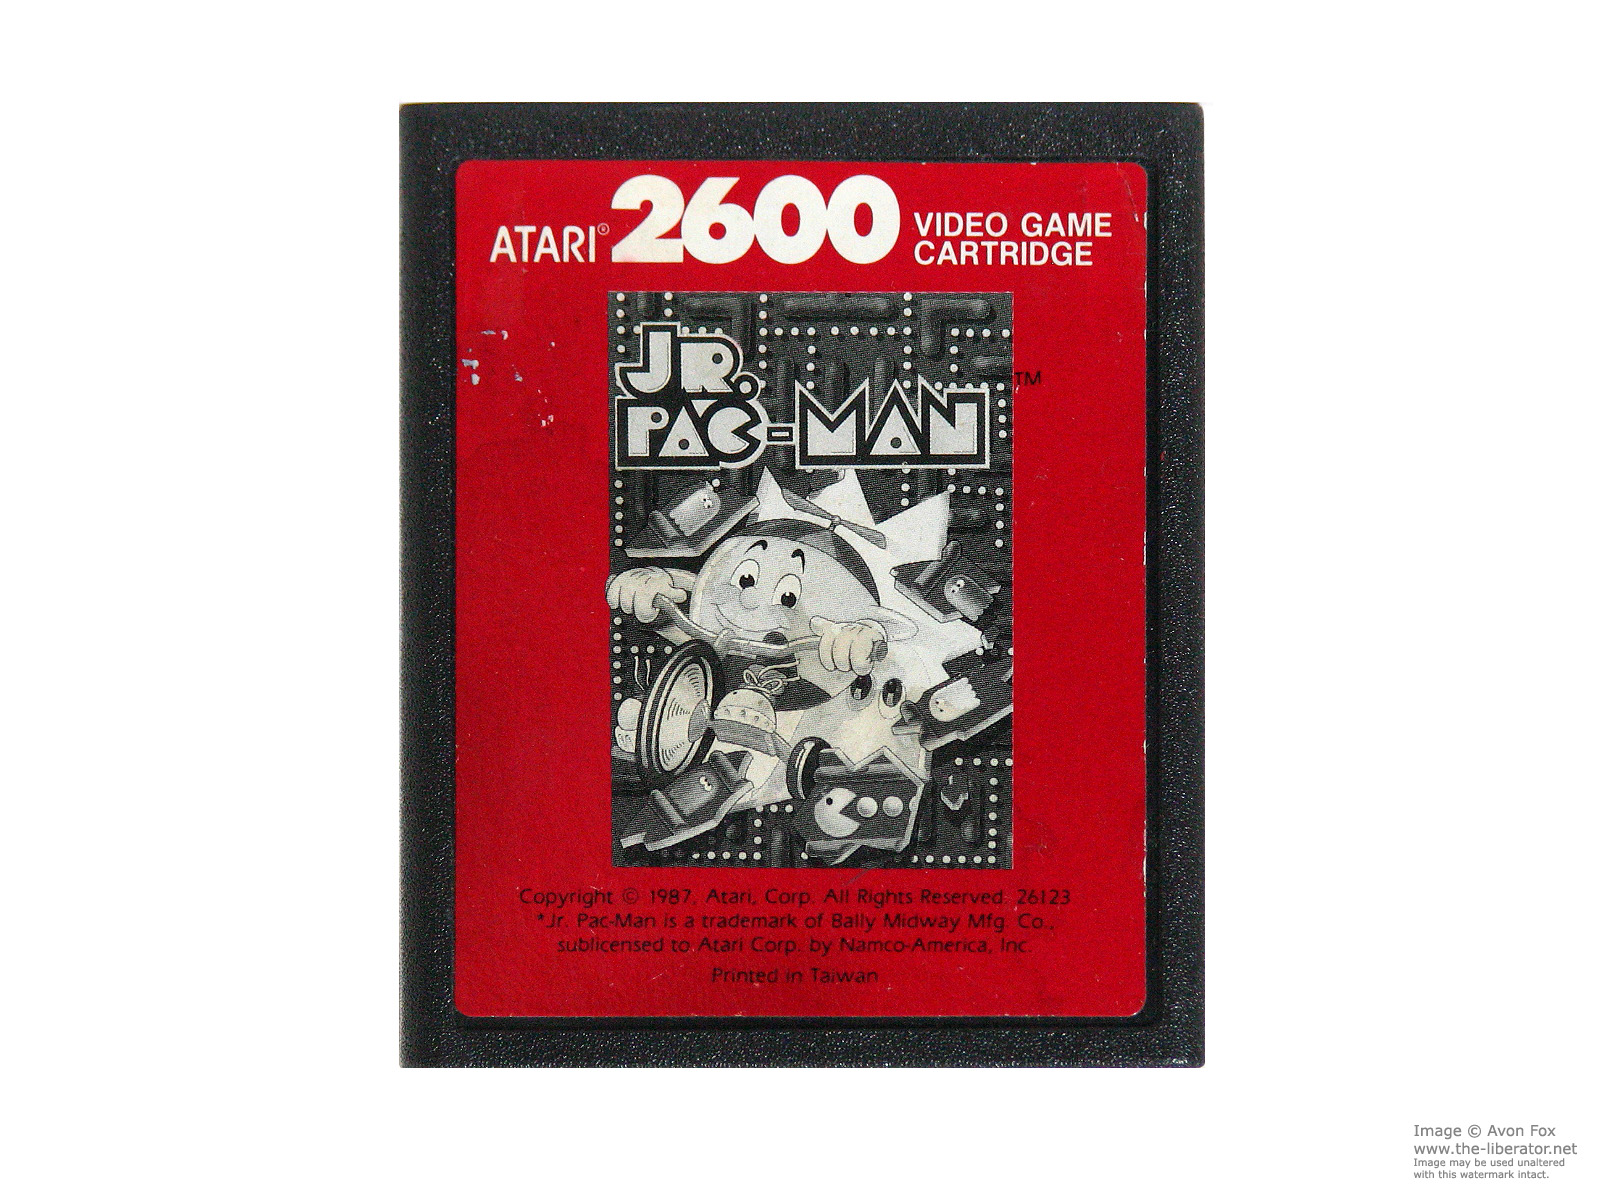 ATARI® 2600 VIDEO GAME
CARTRIDGE
JR.
PAC-MAN™
Copyright © 1987, Atari, Corp. All Rights Reserved. 26123
*Jr. Pac-Man is a trademark of Bally Midway Mfg. Co.,
sublicensed to Atari Corp. by Namco-America, Inc.
Printed in Taiwan
Image © Avon Fox
www.the-liberator.net
Image may be used unaltered
with this watermark intact.